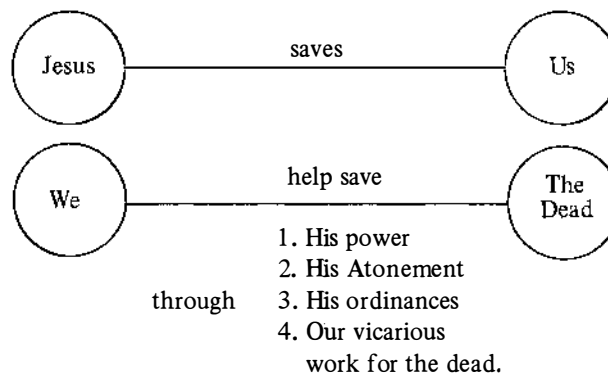 saves
Jesus Us
help save
We The
Dead
1. His power
2. His Atonement
through 3. His ordinances
4. Our vicarious
work for the dead.